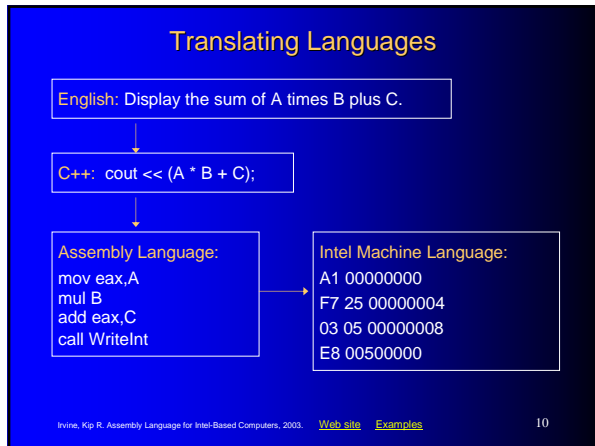 Translating Languages
English: Display the sum of A times B plus C.
C++: cout << (A * B + C);
Assembly Language:
mov eax,A
mul B
add eax,C
call WriteInt
Intel Machine Language:
A1 00000000
F7 25 00000004
03 05 00000008
E8 00500000
Irvine, Kip R. Assembly Language for Intel-Based Computers, 2003. Web site Examples 10